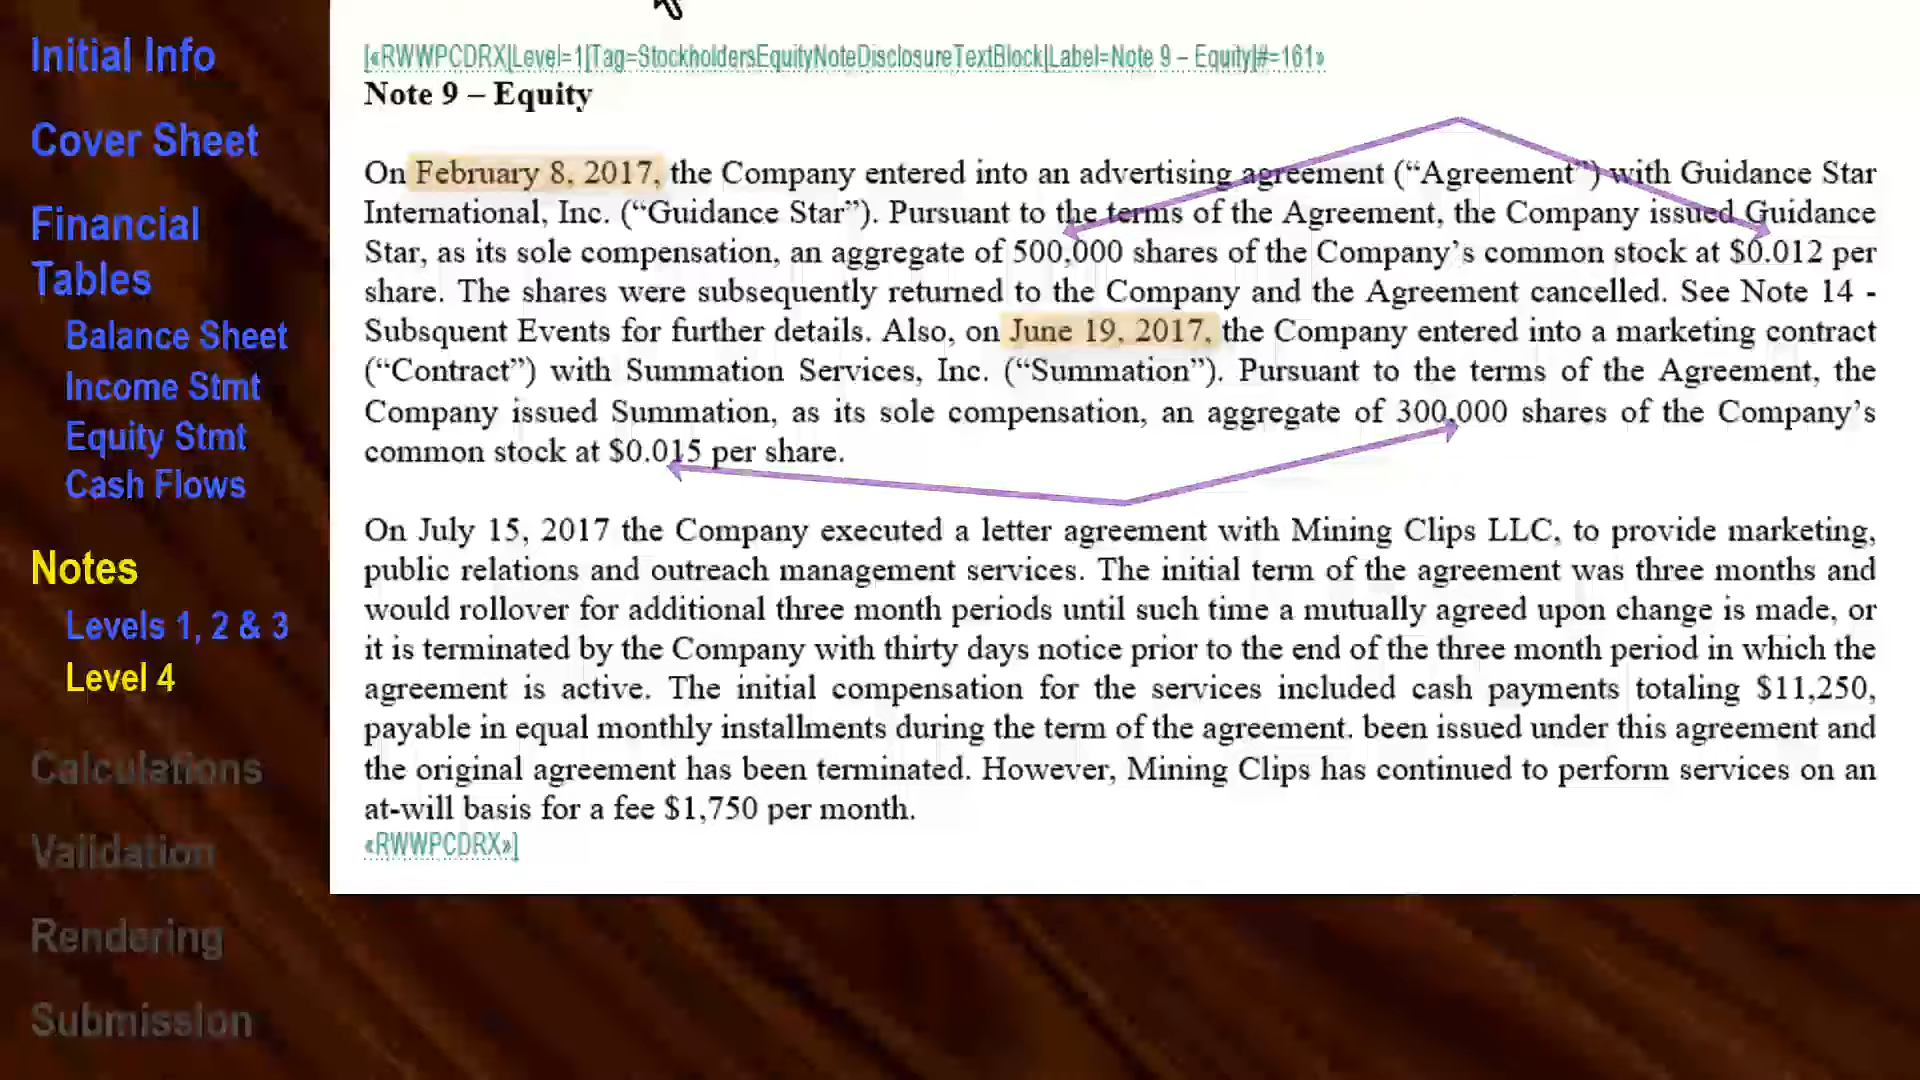 Initial Info
Cover Sheet
Financial
Tables
Balance Sheet
Income Stmt
Equity Stmt
Cash Flows
Notes
Levels 1, 2 & 3
Level 4
Calculations
Validation
Rendering
Submission
[«RWWPCDRX|Level=1|Tag=StockholdersEquityNoteDisclosureTextBlock|Label=Note 9 – Equity|#=161»
Note 9 – Equity
On February 8, 2017, the Company entered into an advertising agreement (“Agreement”) with Guidance Star
International, Inc. (“Guidance Star”). Pursuant to the terms of the Agreement, the Company issued Guidance
Star, as its sole compensation, an aggregate of 500,000 shares of the Company’s common stock at $0.012 per
share. The shares were subsequently returned to the Company and the Agreement cancelled. See Note 14 -
Subsquent Events for further details. Also, on June 19, 2017, the Company entered into a marketing contract
(“Contract”) with Summation Services, Inc. (“Summation”). Pursuant to the terms of the Agreement, the
Company issued Summation, as its sole compensation, an aggregate of 300,000 shares of the Company’s
common stock at $0.015 per share.
On July 15, 2017 the Company executed a letter agreement with Mining Clips LLC, to provide marketing,
public relations and outreach management services. The initial term of the agreement was three months and
would rollover for additional three month periods until such time a mutually agreed upon change is made, or
it is terminated by the Company with thirty days notice prior to the end of the three month period in which the
agreement is active. The initial compensation for the services included cash payments totaling $11,250,
payable in equal monthly installments during the term of the agreement. been issued under this agreement and
the original agreement has been terminated. However, Mining Clips has continued to perform services on an
at-will basis for a fee $1,750 per month.
«RWWPCDRX»]